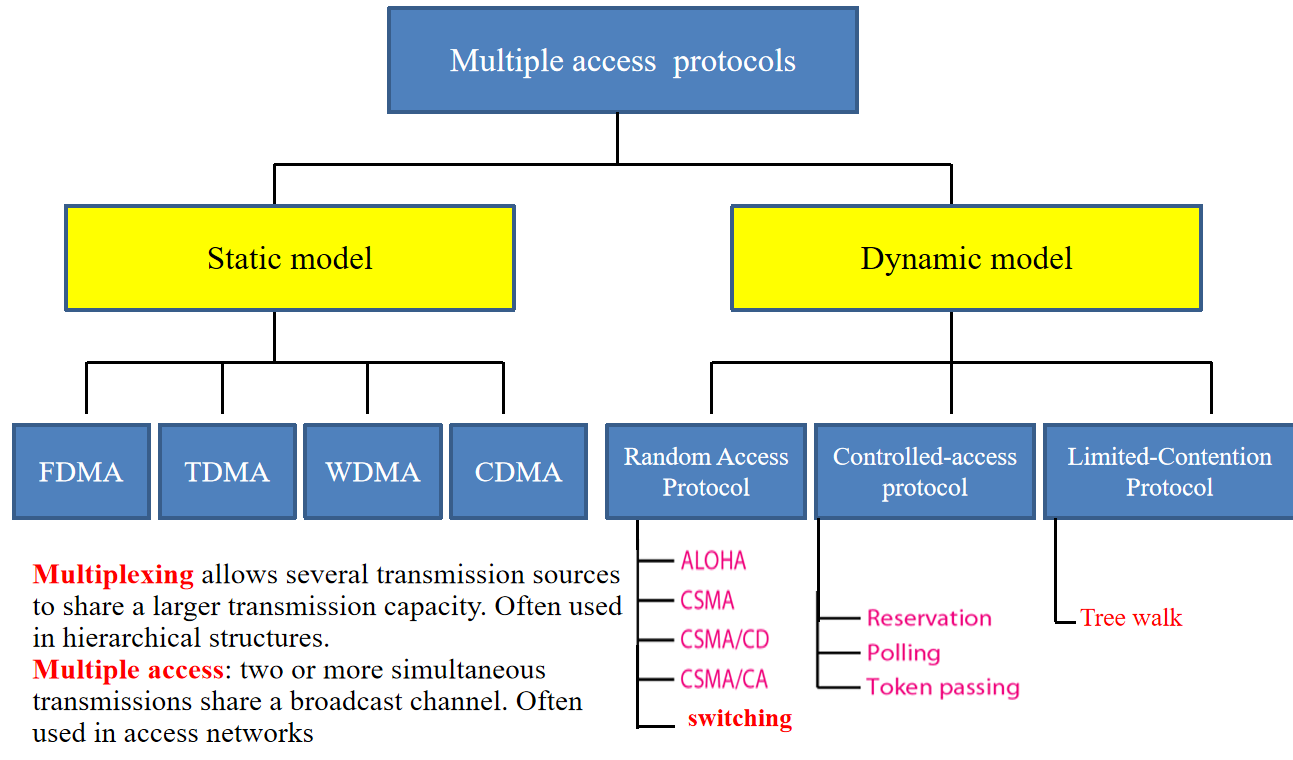 Multiple access protocols
Static model
Dynamic model
FDMA
TDMA
WDMA
CDMA
Random Access
Protocol
Controlled-access
protocol
Limited-Contention
Protocol
ALOHA
CSMA
CSMA/CD
CSMA/CA
switching
Reservation
Polling
Token passing
Tree walk
Multiplexing allows several transmission sources
to share a larger transmission capacity. Often used
in hierarchical structures.
Multiple access: two or more simultaneous
transmissions share a broadcast channel. Often
used in access networks